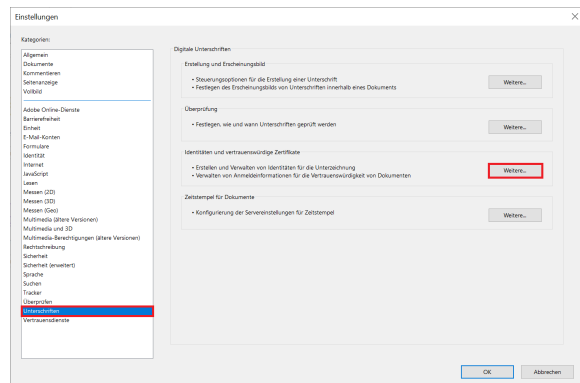 Einstellungen
Kategorien:
Allgemein
Dokumente
Kommentieren
Seitenanzeige
Vollbild
Adobe Online-Dienste
Barrierefreiheit
Einheit
E-Mail-Konten
Formulare
Identität
Internet
JavaScript
Lesen
Messen (2D)
Messen (3D)
Messen (Geo)
Multimedia (ältere Versionen)
Multimedia und 3D
Multimedia-Berechtigungen (ältere Versionen)
Rechtschreibung
Sicherheit
Sicherheit (erweitert)
Sprache
Suchen
Tracker
Überprüfen
Unterschriften
Vertrauensdienste
Digitale Unterschriften
Erstellung und Erscheinungsbild
• Steuerungsoptionen für die Erstellung einer Unterschrift
• Festlegen des Erscheinungsbilds von Unterschriften innerhalb eines Dokuments
Weitere...
Überprüfung
• Festlegen, wie und wann Unterschriften geprüft werden
Weitere...
Identitäten und vertrauenswürdige Zertifikate
• Erstellen und Verwalten von Identitäten für die Unterzeichnung
• Verwalten von Anmeldeinformationen für die Vertrauenswürdigkeit von Dokumenten
Weitere...
Zeitstempel für Dokumente
• Konfigurierung der Servereinstellungen für Zeitstempel
Weitere...
OK
Abbrechen